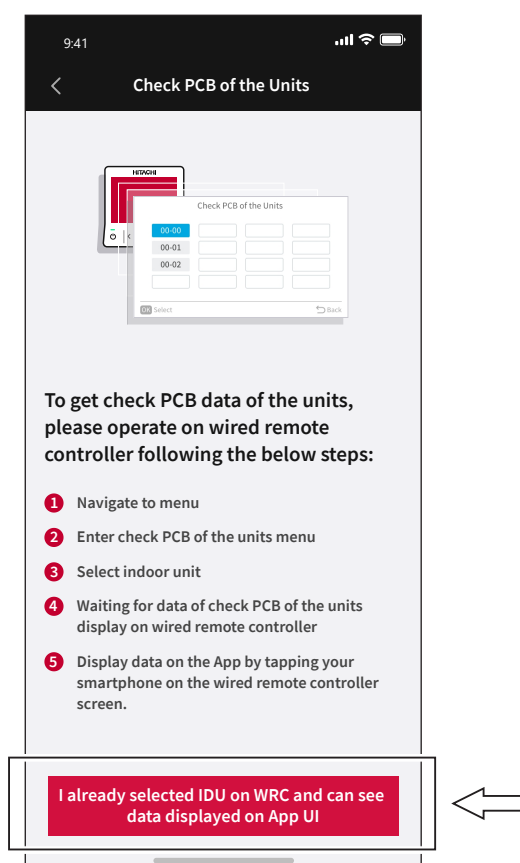 9:41
Check PCB of the Units
HITACHI
Check PCB of the Units
00-00
00-01
00-02
OK Select
Back
To get check PCB data of the units,
please operate on wired remote
controller following the below steps:
1 Navigate to menu
2 Enter check PCB of the units menu
3 Select indoor unit
4 Waiting for data of check PCB of the units
display on wired remote controller
5 Display data on the App by tapping your
smartphone on the wired remote controller
screen.
I already selected IDU on WRC and can see
data displayed on App UI